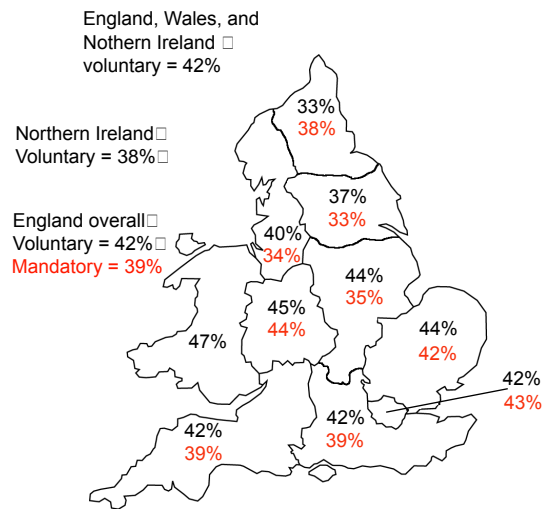 England, Wales, and
Nothern Ireland □
voluntary = 42%
33%
38%
Northern Ireland□
Voluntary = 38%□
37%
33%
England overall□
Voluntary = 42%□
Mandatory = 39%
40%
34%
44%
35%
45%
44%
47%
44%
42%
42%
43%
42%
39%
42%
39%